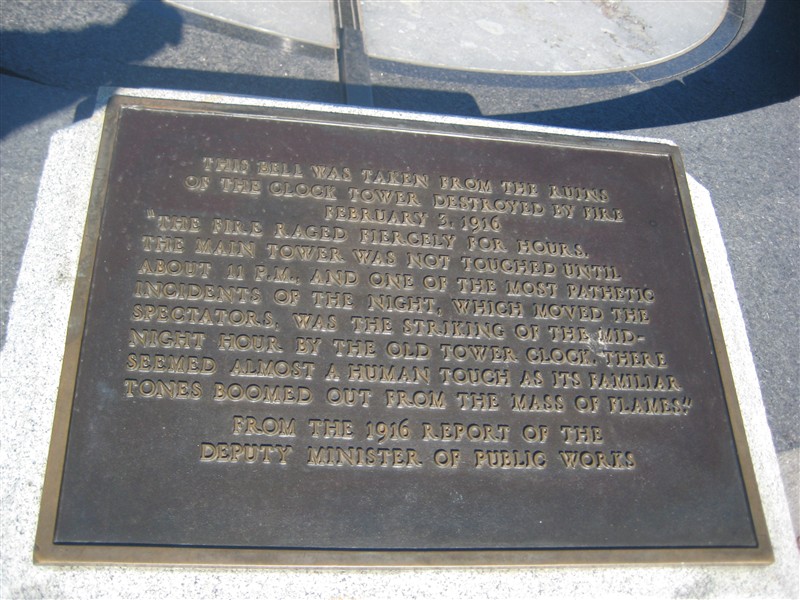 THIS BELL WAS TAKEN FROM THE RUINS
OF THE CLOCK TOWER DESTROYED BY FIRE
FEBRUARY 3, 1916
"THE FIRE RAGED FIERCELY FOR HOURS.
THE MAIN TOWER WAS NOT TOUCHED UNTIL
ABOUT 11 P.M., AND ONE OF THE MOST PATHETIC
INCIDENTS OF THE NIGHT, WHICH MOVED THE
SPECTATORS, WAS THE STRIKING OF THE MID-
NIGHT HOUR BY THE OLD TOWER CLOCK. THERE
SEEMED ALMOST A HUMAN TOUCH AS ITS FAMILIAR
TONES BOOMED OUT FROM THE MASS OF FLAMES."
FROM THE 1916 REPORT OF THE
DEPUTY MINISTER OF PUBLIC WORKS